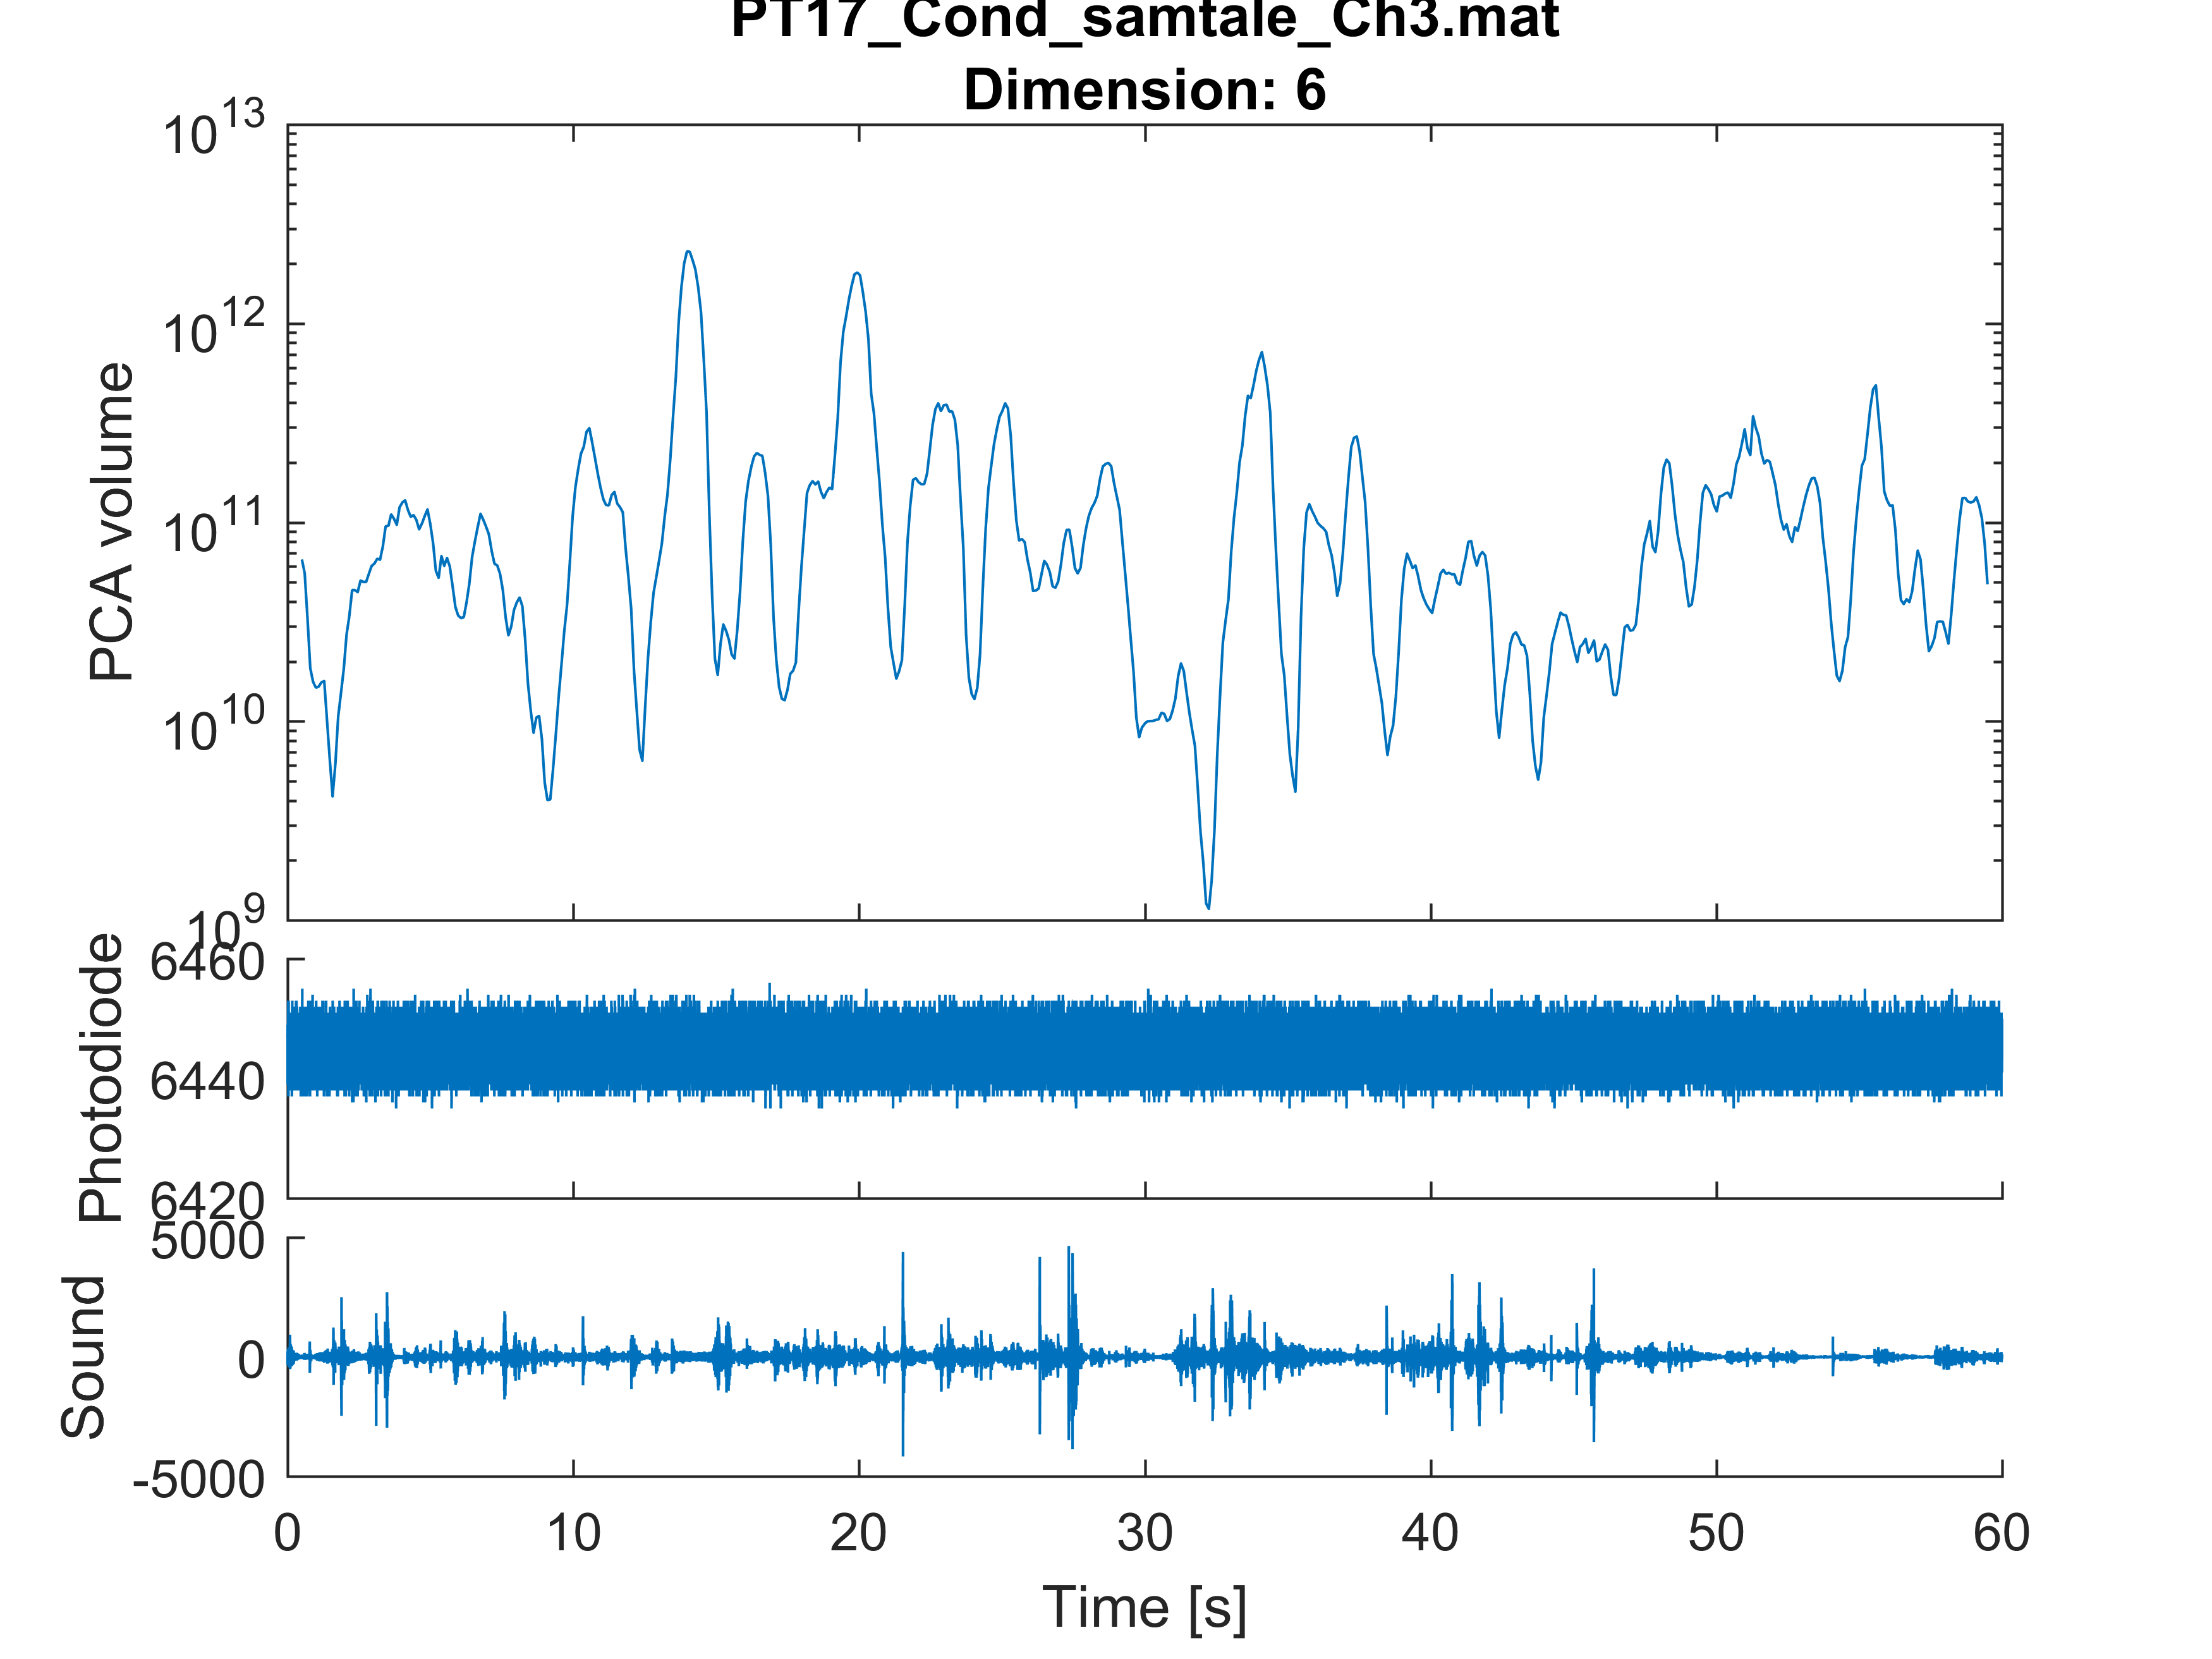 PT17_Cond_samtale_Ch3.mat
Dimension: 6
10^13
10^12
10^11
10^10
10^9
PCA volume
6460
6440
6420
Photodiode
5000
0
-5000
Sound
0 10 20 30 40 50 60
Time [s]